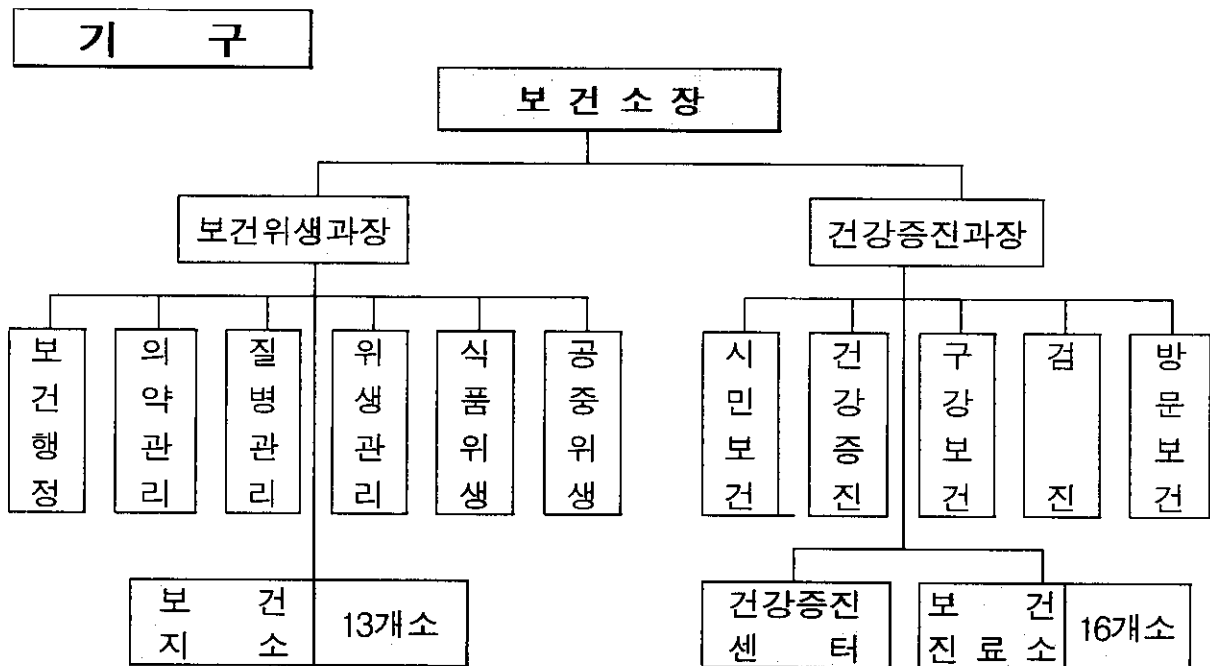 기 구
보 건 소 장
보건위생과장
건강증진과장
보건행정
의약관리
질병관리
위생관리
식품위생
공중위생
시민보건
건강증진
구강보건
검진
방문보건
보 건
지 소
13개소
건강증진
센 터
보 건
진 료 소
16개소